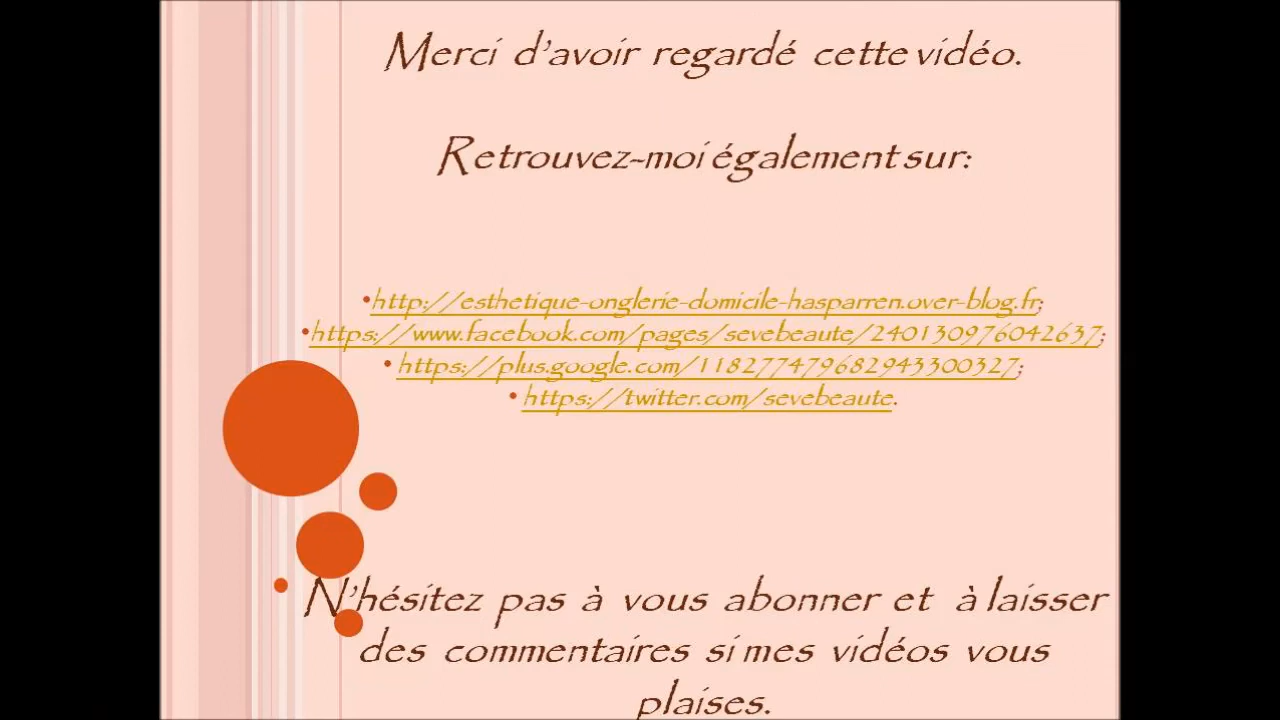 Merci d'avoir regardé cette vidéo.
Retrouvez-moi également sur:
•http://esthetique-onglerie-domicile-hasparren.over-blog.fr;
•https://www.facebook.com/pages/sevebeaute/240130976042637;
•https://plus.google.com/118277479682943300327;
•https://twitter.com/sevebeaute.
N'hésitez pas à vous abonner et à laisser
des commentaires si mes vidéos vous
plaises.